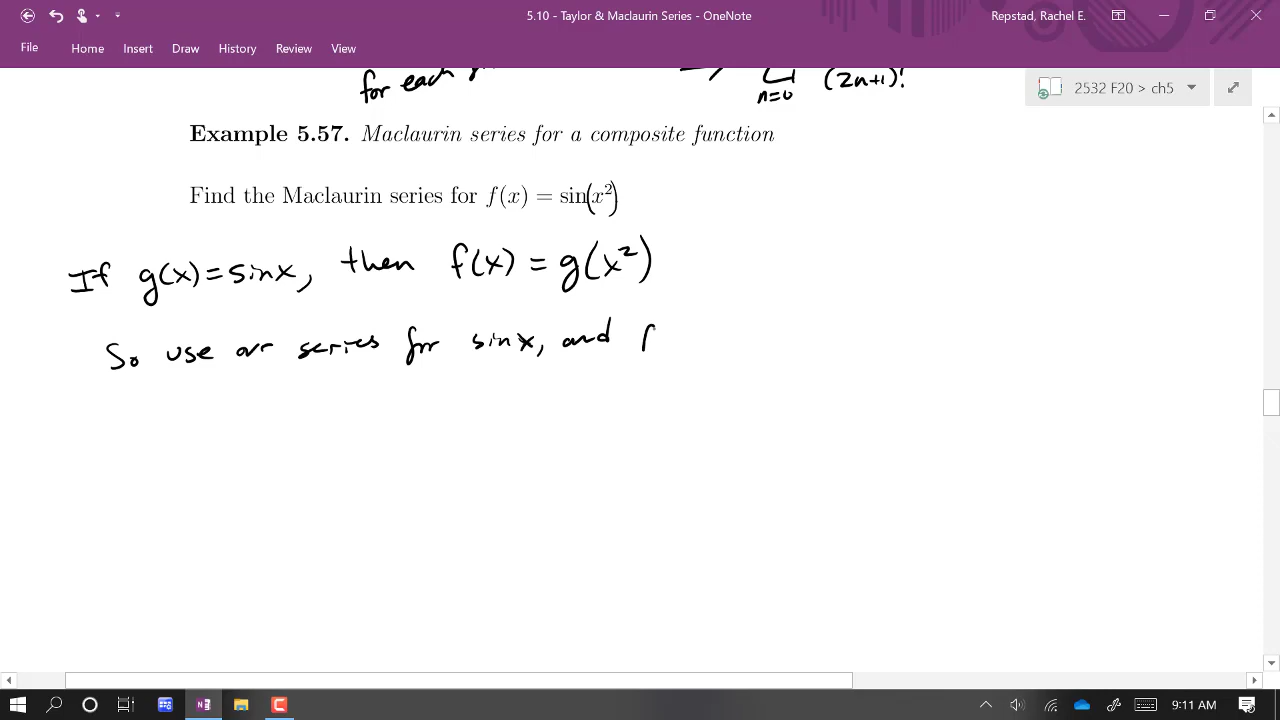 5.10 - Taylor & Maclaurin Series - OneNote
Repstad, Rachel E.
File Home Insert Draw History Review View
2532 F20 > ch5
for each
n=0 (2n+1)!
Example 5.57. Maclaurin series for a composite function
Find the Maclaurin series for f(x) = sin(x²)
If g(x)=sinx, then f(x) = g(x²)
So use our series for sinx, and
9:11 AM